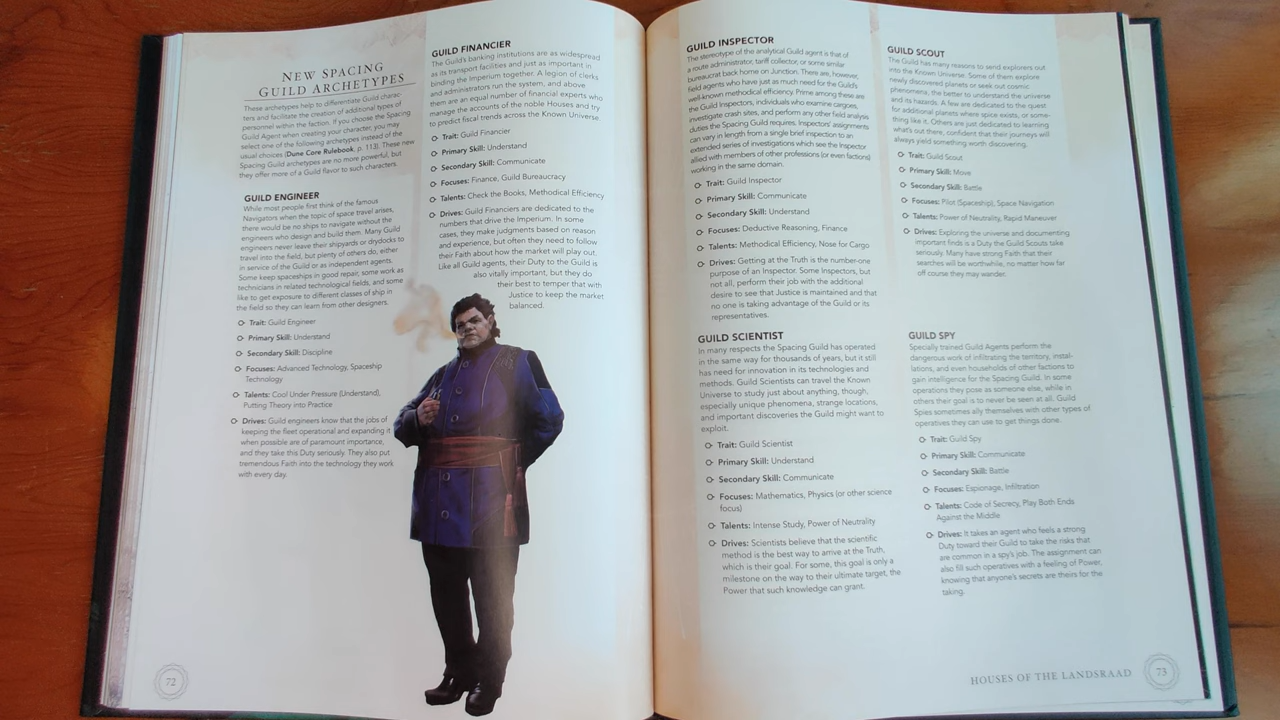 NEW SPACING
GUILD ARCHETYPES
These archetypes help to differentiate Guild charac-
ters and facilitate the creation of additional types of
personnel within the faction. If you choose the Spacing
Guild Agent when creating your character, you may
select one of the following archetypes instead of the
usual choices (Dune Core Rulebook, p. 113). These new
Spacing Guild archetypes are no more powerful, but
they offer more of a Guild flavor to such characters.
GUILD ENGINEER
While most people first think of the famous
Navigators when the topic of space travel arises,
there would be no ships to navigate without the
engineers who design and build them. Many Guild
engineers never leave their shipyards or drydocks to
travel into the field, but plenty of others do, either
in service of the Guild or as independent agents.
Some keep spaceships in good repair, some work as
technicians in related technological fields, and some
like to get exposure to different classes of ship in
the field so they can learn from other designers.
Trait: Guild Engineer
Primary Skill: Understand
Secondary Skill: Discipline
Focuses: Advanced Technology, Spaceship
Technology
Talents: Cool Under Pressure (Understand),
Putting Theory into Practice
Drives: Guild engineers know that the jobs of
keeping the fleet operational and expanding it
when possible are of paramount importance,
and they take this Duty seriously. They also put
tremendous Faith into the technology they work
with every day.
72
GUILD FINANCIER
The Guild's banking institutions are as widespread
as its transport facilities and just as important in
binding the Imperium together. A legion of clerks
and administrators run the system, and above
them are an equal number of financial experts who
manage the accounts of the noble Houses and try
to predict fiscal trends across the Known Universe.
Trait: Guild Financier
Primary Skill: Understand
Secondary Skill: Communicate
Focuses: Finance, Guild Bureaucracy
Talents: Check the Books, Methodical Efficiency
Drives: Guild Financiers are dedicated to the
numbers that drive the Imperium. In some
cases, they make judgments based on reason
and experience, but often they need to follow
their Faith about how the market will play out.
Like all Guild agents, their Duty to the Guild is
also vitally important, but they do
their best to temper that with
Justice to keep the market
balanced.
GUILD INSPECTOR
The stereotype of the analytical Guild agent is that of
a route administrator, tariff collector, or some similar
bureaucrat back home on Junction. There are, however,
field agents who have just as much need for the Guild's
well-known methodical efficiency. Prime among these are
the Guild Inspectors, individuals who examine cargoes,
investigate crash sites, and perform any other field analysis
duties the Spacing Guild requires. Inspectors' assignments
can vary in length from a single brief inspection to an
extended series of investigations which see the Inspector
allied with members of other professions (or even factions)
working in the same domain.
Trait: Guild Inspector
Primary Skill: Communicate
Secondary Skill: Understand
Focuses: Deductive Reasoning, Finance
Talents: Methodical Efficiency, Nose for Cargo
Drives: Getting at the Truth is the number-one
purpose of an Inspector. Some Inspectors, but
not all, perform their job with the additional
desire to see that Justice is maintained and that
no one is taking advantage of the Guild or its
representatives.
GUILD SCIENTIST
In many respects the Spacing Guild has operated
in the same way for thousands of years, but it still
has need for innovation in its technologies and
methods. Guild Scientists can travel the Known
Universe to study just about anything, though,
especially unique phenomena, strange locations,
and important discoveries the Guild might want to
exploit.
Trait: Guild Scientist
Primary Skill: Understand
Secondary Skill: Communicate
Focuses: Mathematics, Physics (or other science
focus)
Talents: Intense Study, Power of Neutrality
Drives: Scientists believe that the scientific
method is the best way to arrive at the Truth,
which is their goal. For some, this goal is only a
milestone on the way to their ultimate target, the
Power that such knowledge can grant.
GUILD SCOUT
The Guild has many reasons to send explorers out
into the Known Universe. Some of them explore
newly discovered planets or seek out cosmic
phenomena, the better to understand the universe
and its hazards. A few are dedicated to the quest
for additional planets where spice exists, or some-
thing like it. Others are just dedicated to learning
what's out there, confident that their journeys will
always yield something worth discovering.
Trait: Guild Scout
Primary Skill: Move
Secondary Skill: Battle
Focuses: Pilot (Spaceship), Space Navigation
Talents: Power of Neutrality, Rapid Maneuver
Drives: Exploring the universe and documenting
important finds is a Duty the Guild Scouts take
seriously. Many have strong Faith that their
searches will be worthwhile, no matter how far
off course they may wander.
GUILD SPY
Specially trained Guild Agents perform the
dangerous work of infiltrating the territory, instal-
lations, and even households of other factions to
gain intelligence for the Spacing Guild. In some
operations they pose as someone else, while in
others their goal is to never be seen at all. Guild
Spies sometimes ally themselves with other types of
operatives they can use to get things done.
Trait: Guild Spy
Primary Skill: Communicate
Secondary Skill: Battle
Focuses: Espionage, Infiltration
Talents: Code of Secrecy, Play Both Ends
Against the Middle
Drives: It takes an agent who feels a strong
Duty toward their Guild to take the risks that
are common in a spy's job. The assignment can
also fill such operatives with a feeling of Power,
knowing that anyone's secrets are theirs for the
taking.
HOUSES OF THE LANDSRAAD
73